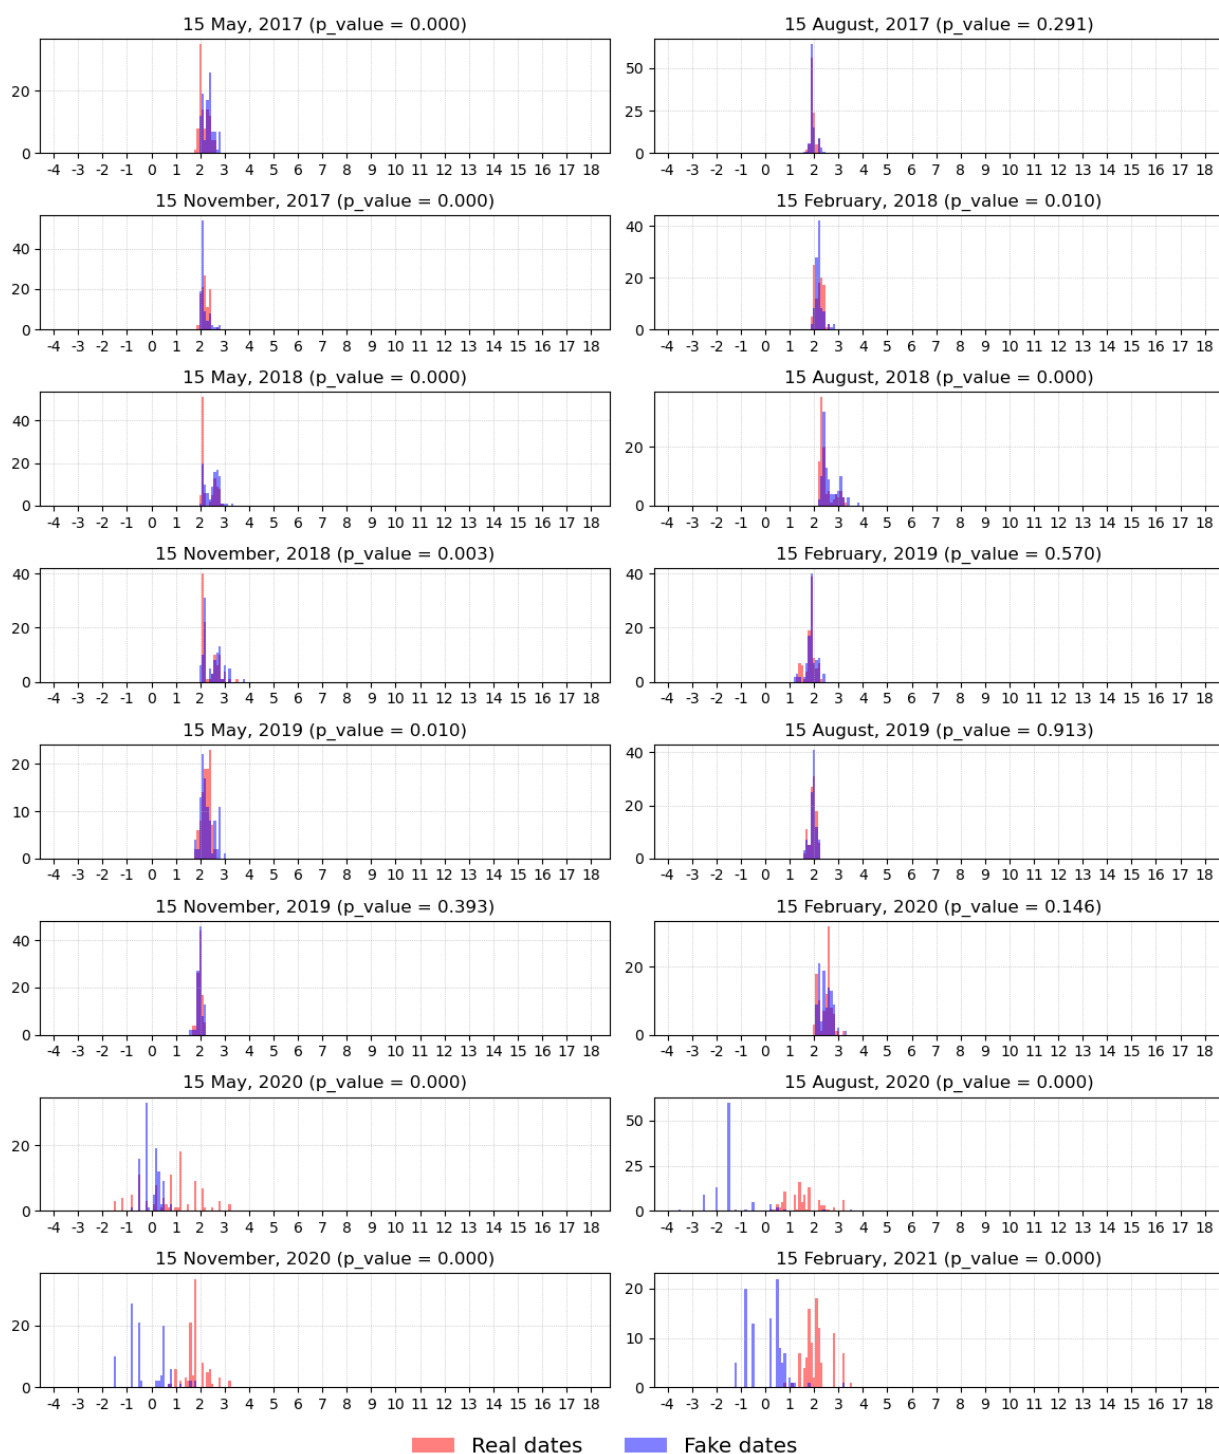 15 May, 2017 (p_value = 0.000)
20
0
-4 -3 -2 -1 0 1 2 3 4 5 6 7 8 9 10 11 12 13 14 15 16 17 18
15 August, 2017 (p_value = 0.291)
50
25
0
-4 -3 -2 -1 0 1 2 3 4 5 6 7 8 9 10 11 12 13 14 15 16 17 18
15 November, 2017 (p_value = 0.000)
40
20
0
-4 -3 -2 -1 0 1 2 3 4 5 6 7 8 9 10 11 12 13 14 15 16 17 18
15 February, 2018 (p_value = 0.010)
40
20
0
-4 -3 -2 -1 0 1 2 3 4 5 6 7 8 9 10 11 12 13 14 15 16 17 18
15 May, 2018 (p_value = 0.000)
40
20
0
-4 -3 -2 -1 0 1 2 3 4 5 6 7 8 9 10 11 12 13 14 15 16 17 18
15 August, 2018 (p_value = 0.000)
20
0
-4 -3 -2 -1 0 1 2 3 4 5 6 7 8 9 10 11 12 13 14 15 16 17 18
15 November, 2018 (p_value = 0.003)
40
20
0
-4 -3 -2 -1 0 1 2 3 4 5 6 7 8 9 10 11 12 13 14 15 16 17 18
15 February, 2019 (p_value = 0.570)
40
20
0
-4 -3 -2 -1 0 1 2 3 4 5 6 7 8 9 10 11 12 13 14 15 16 17 18
15 May, 2019 (p_value = 0.010)
20
10
0
-4 -3 -2 -1 0 1 2 3 4 5 6 7 8 9 10 11 12 13 14 15 16 17 18
15 August, 2019 (p_value = 0.913)
40
20
0
-4 -3 -2 -1 0 1 2 3 4 5 6 7 8 9 10 11 12 13 14 15 16 17 18
15 November, 2019 (p_value = 0.393)
40
20
0
-4 -3 -2 -1 0 1 2 3 4 5 6 7 8 9 10 11 12 13 14 15 16 17 18
15 February, 2020 (p_value = 0.146)
20
0
-4 -3 -2 -1 0 1 2 3 4 5 6 7 8 9 10 11 12 13 14 15 16 17 18
15 May, 2020 (p_value = 0.000)
20
0
-4 -3 -2 -1 0 1 2 3 4 5 6 7 8 9 10 11 12 13 14 15 16 17 18
15 August, 2020 (p_value = 0.000)
50
25
0
-4 -3 -2 -1 0 1 2 3 4 5 6 7 8 9 10 11 12 13 14 15 16 17 18
15 November, 2020 (p_value = 0.000)
20
0
-4 -3 -2 -1 0 1 2 3 4 5 6 7 8 9 10 11 12 13 14 15 16 17 18
15 February, 2021 (p_value = 0.000)
20
10
0
-4 -3 -2 -1 0 1 2 3 4 5 6 7 8 9 10 11 12 13 14 15 16 17 18
Real dates Fake dates